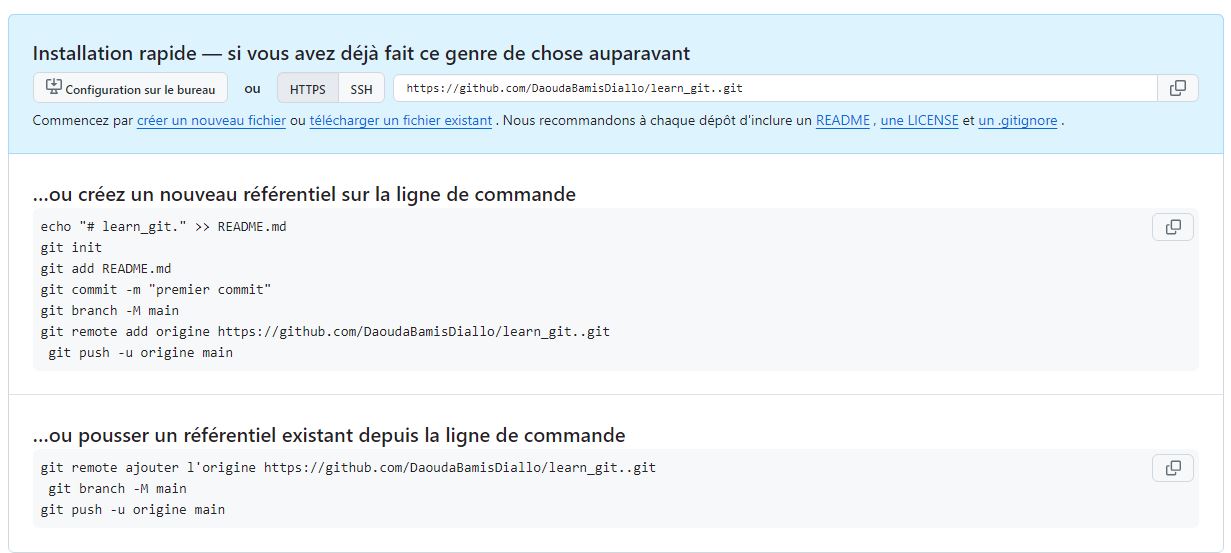 Installation rapide — si vous avez déjà fait ce genre de chose auparavant
Configuration sur le bureau ou HTTPS SSH https://github.com/DaoudaBamisDiallo/learn_git..git
Commencez par créer un nouveau fichier ou télécharger un fichier existant . Nous recommandons à chaque dépôt d'inclure un README , une LICENSE et un .gitignore .
...ou créez un nouveau référentiel sur la ligne de commande
echo "# learn_git." >> README.md
git init
git add README.md
git commit -m "premier commit"
git branch -M main
git remote add origine https://github.com/DaoudaBamisDiallo/learn_git..git
git push -u origine main
...ou pousser un référentiel existant depuis la ligne de commande
git remote ajouter l'origine https://github.com/DaoudaBamisDiallo/learn_git..git
git branch -M main
git push -u origine main